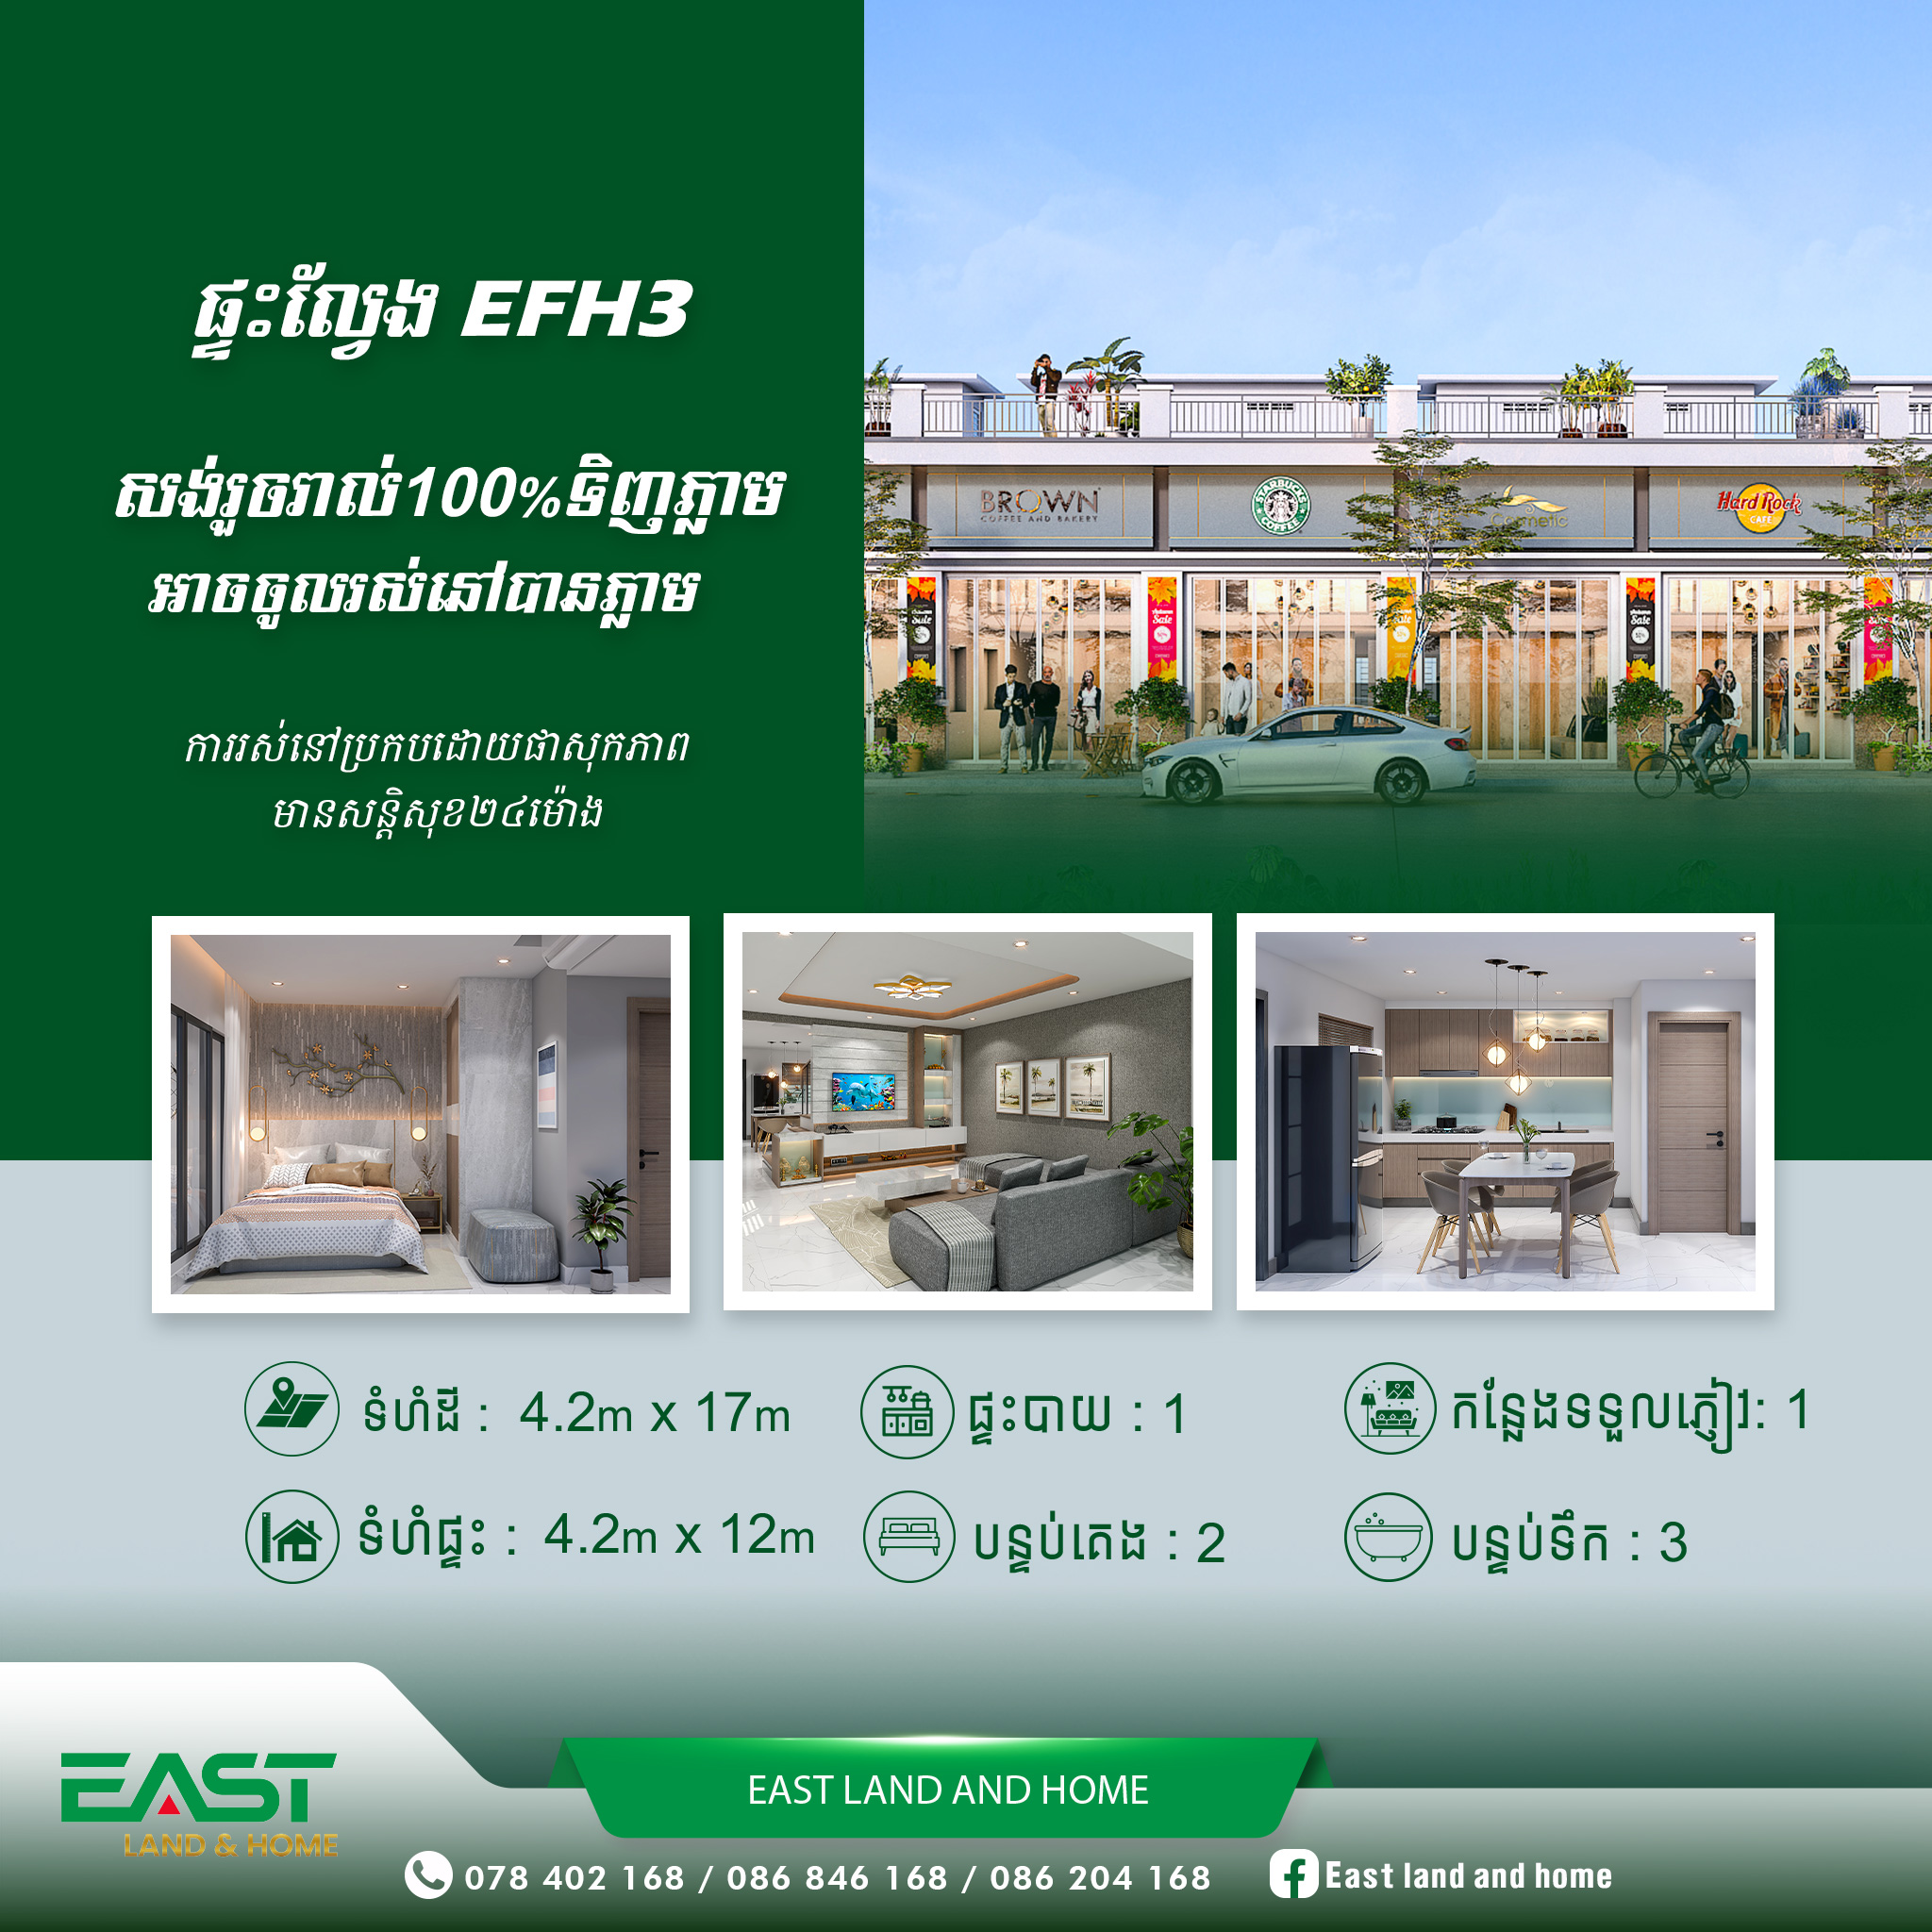 ផ្ទះល្វែង EFH3
សង់រួចរាល់100%ទិញភ្លាម
អាចចូលរស់នៅបានភ្លាម
ការរស់នៅប្រកបដោយផាសុកភាព
មានសន្តិសុខ២៤ម៉ោង
BROWN
COFFEE AND BAKERY
STARBUCKS
COFFEE
Cosmetic
Hard Rock
CAFE
Autumn
Sale
50%
ទំហំដី : 4.2m x 17m
ផ្ទះបាយ : 1
កន្លែងទទួលភ្ញៀវ: 1
ទំហំផ្ទះ : 4.2m x 12m
បន្ទប់គេង : 2
បន្ទប់ទឹក : 3
EAST
LAND & HOME
EAST LAND AND HOME
078 402 168 / 086 846 168 / 086 204 168
East land and home